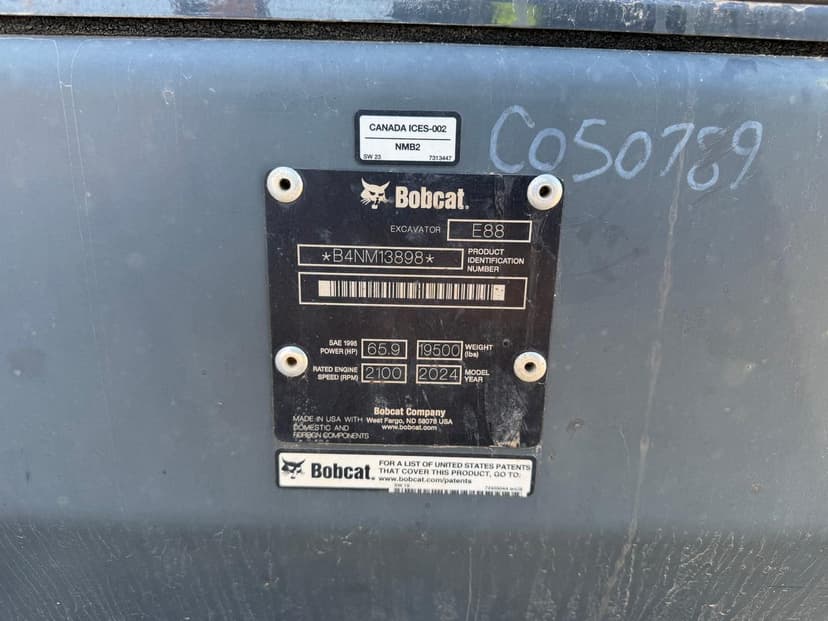 CANADA ICES-002
NMB2
SW 23 7313447
CO50789
Bobcat®
EXCAVATOR E88
*B4NM13898* PRODUCT IDENTIFICATION NUMBER
SAE 1995 POWER (HP) 65.9 19500 WEIGHT (lbs)
RATED ENGINE SPEED (RPM) 2100 2024 MODEL YEAR
Bobcat Company
MADE IN USA WITH West Fargo, ND 58078 USA
DOMESTIC AND www.bobcat.com
FOREIGN COMPONENTS
Bobcat® FOR A LIST OF UNITED STATES PATENTS
THAT COVER THIS PRODUCT, GO TO:
www.bobcat.com/patents